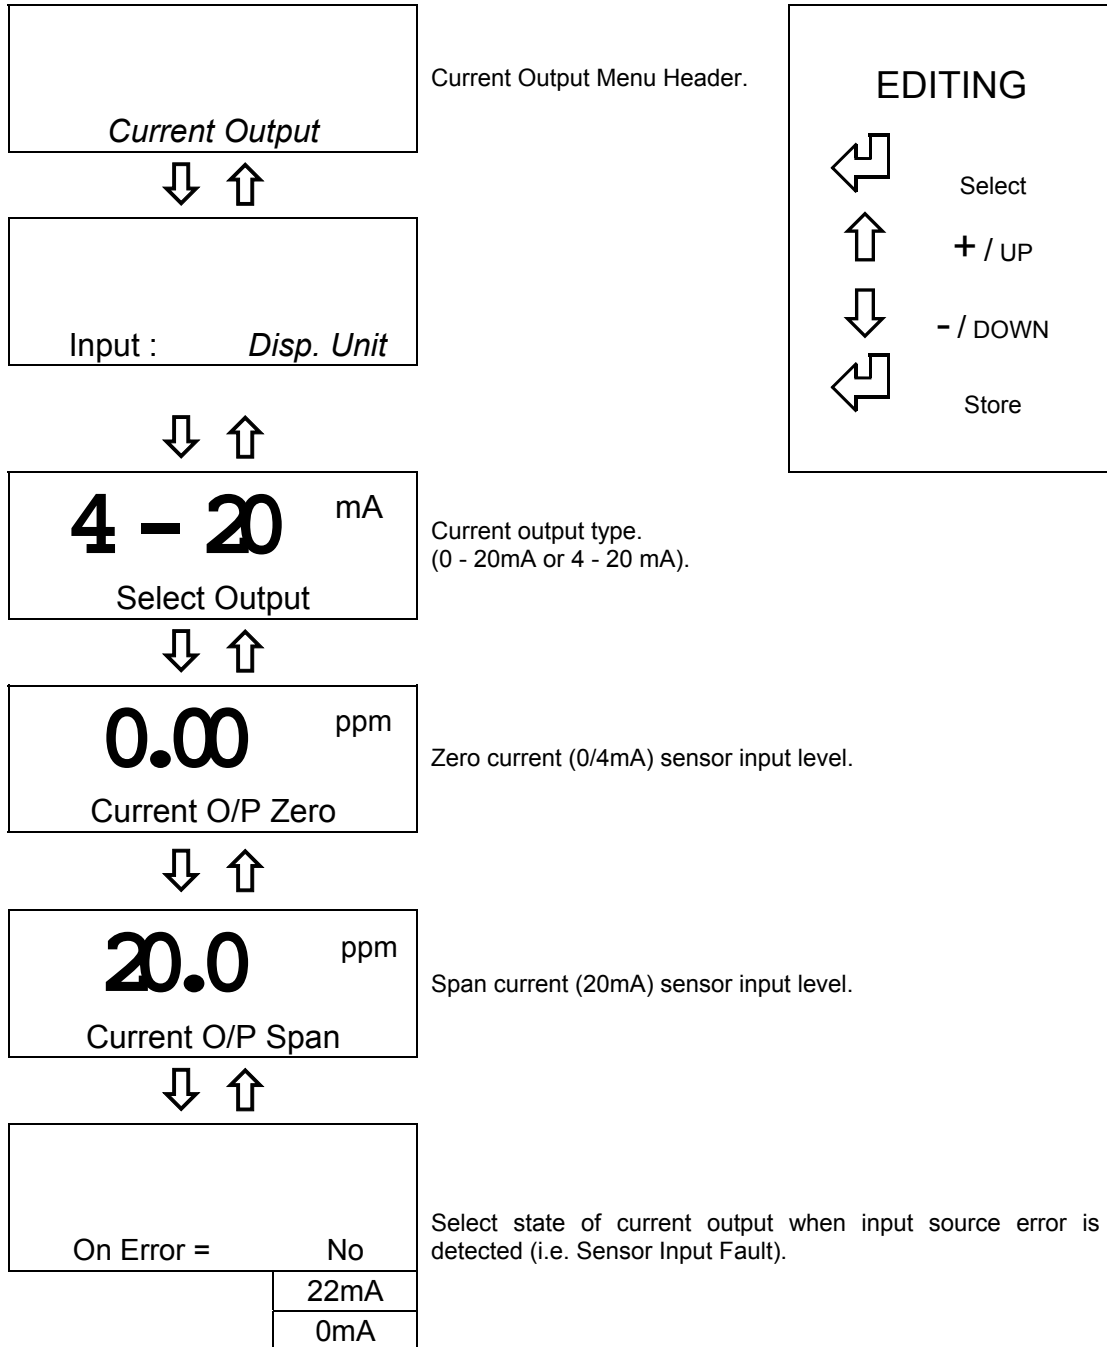 Current Output
Current Output Menu Header.
EDITING
Select
+ / UP
- / DOWN
Store
Input : Disp. Unit
4 - 20 mA
Select Output
Current output type.
(0 - 20mA or 4 - 20 mA).
0.00 ppm
Current O/P Zero
Zero current (0/4mA) sensor input level.
20.0 ppm
Current O/P Span
Span current (20mA) sensor input level.
On Error = No
22mA
0mA
Select state of current output when input source error is
detected (i.e. Sensor Input Fault).